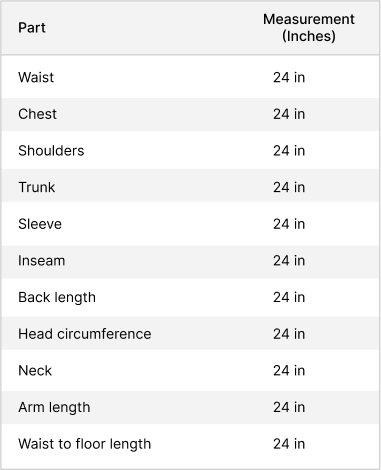 Part Measurement
(Inches)
Waist 24 in
Chest 24 in
Shoulders 24 in
Trunk 24 in
Sleeve 24 in
Inseam 24 in
Back length 24 in
Head circumference 24 in
Neck 24 in
Arm length 24 in
Waist to floor length 24 in